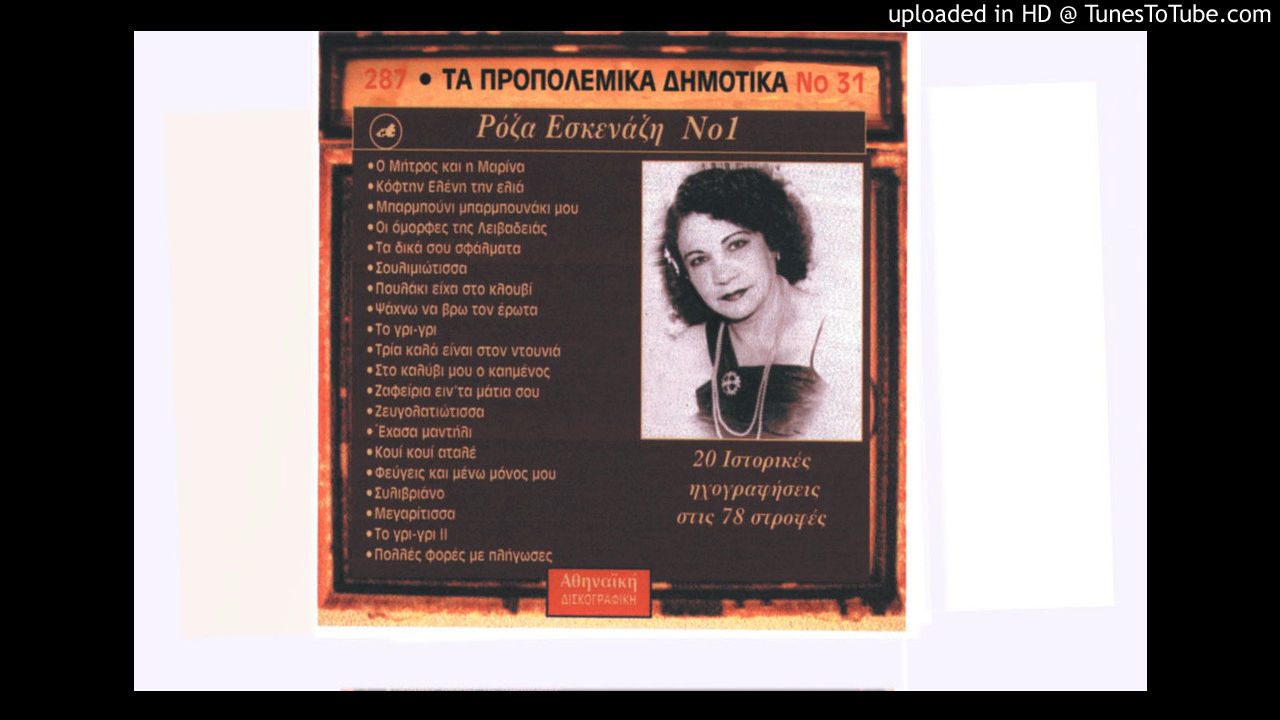 uploaded in HD @ TunesToTube.com
287 • ΤΑ ΠΡΟΠΟΛΕΜΙΚΑ ΔΗΜΟΤΙΚΑ Νο 31
Ρόζα Εσκενάζη Νο1
•Ο Μήτρος και η Μαρίνα
•Κόφτην Ελένη την ελιά
•Μπαρμπούνι μπαρμπουνάκι μου
•Οι όμορφες της Λειβαδειάς
•Τα δικά σου σφάλματα
•Σουλιμιώτισσα
•Πουλάκι είχα στο κλουβί
•Ψάχνω να βρω τον έρωτα
•Το γρι-γρι
•Τρία καλά είναι στον ντουνιά
•Στο καλύβι μου ο καημένος
•Ζαφείρια ειν'τα μάτια σου
•Ζευγολατιώτισσα
•Έχασα μαντήλι
•Κουί κουί αταλέ
•Φεύγεις και μένω μόνος μου
•Συλιβριάνο
•Μεγαρίτισσα
•Το γρι-γρι ΙΙ
•Πολλές φορές με πλήγωσες
20 Ιστορικές
ηχογραφήσεις
στις 78 στροφές
Αθηναϊκή
ΔΙΣΚΟΓΡΑΦΙΚΗ